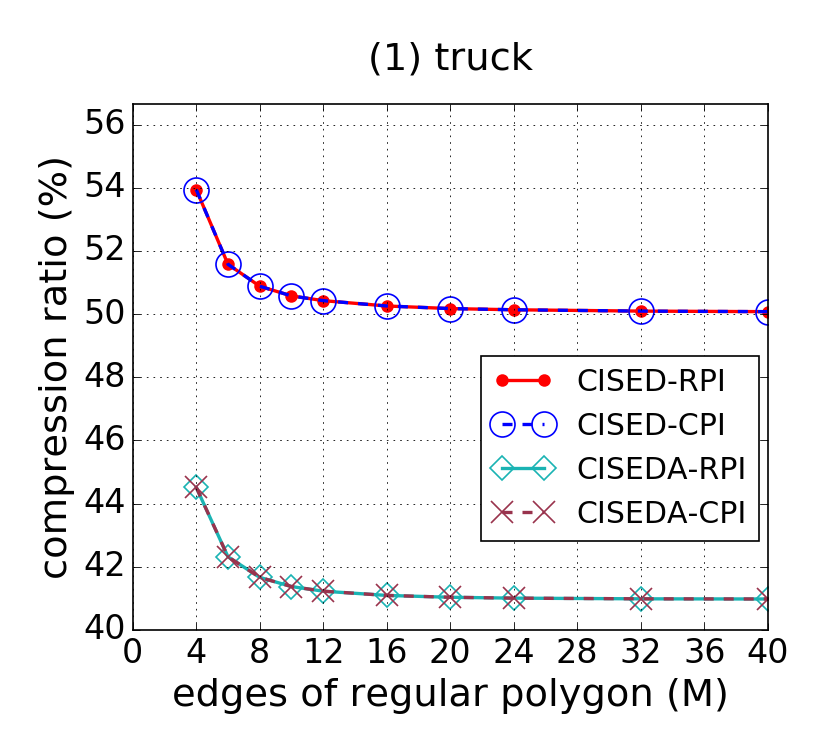 (1) truck
compression ratio (%)
56
54
52
50
48
46
44
42
40
CISED-RPI
CISED-CPI
CISEDA-RPI
CISEDA-CPI
0 4 8 12 16 20 24 28 32 36 40
edges of regular polygon (M)